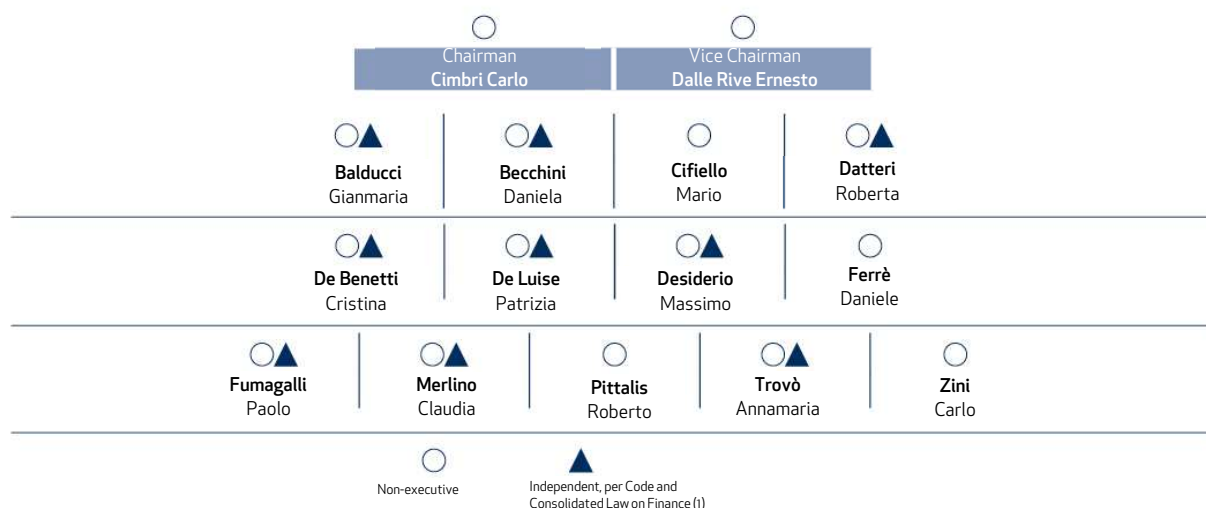 Chairman
Cimbri Carlo
Vice Chairman
Dalle Rive Ernesto
Balducci
Gianmaria
Becchini
Daniela
Cifiello
Mario
Datteri
Roberta
De Benetti
Cristina
De Luise
Patrizia
Desiderio
Massimo
Ferrè
Daniele
Fumagalli
Paolo
Merlino
Claudia
Pittalis
Roberto
Trovò
Annamaria
Zini
Carlo
Non-executive
Independent, per Code and
Consolidated Law on Finance (1)